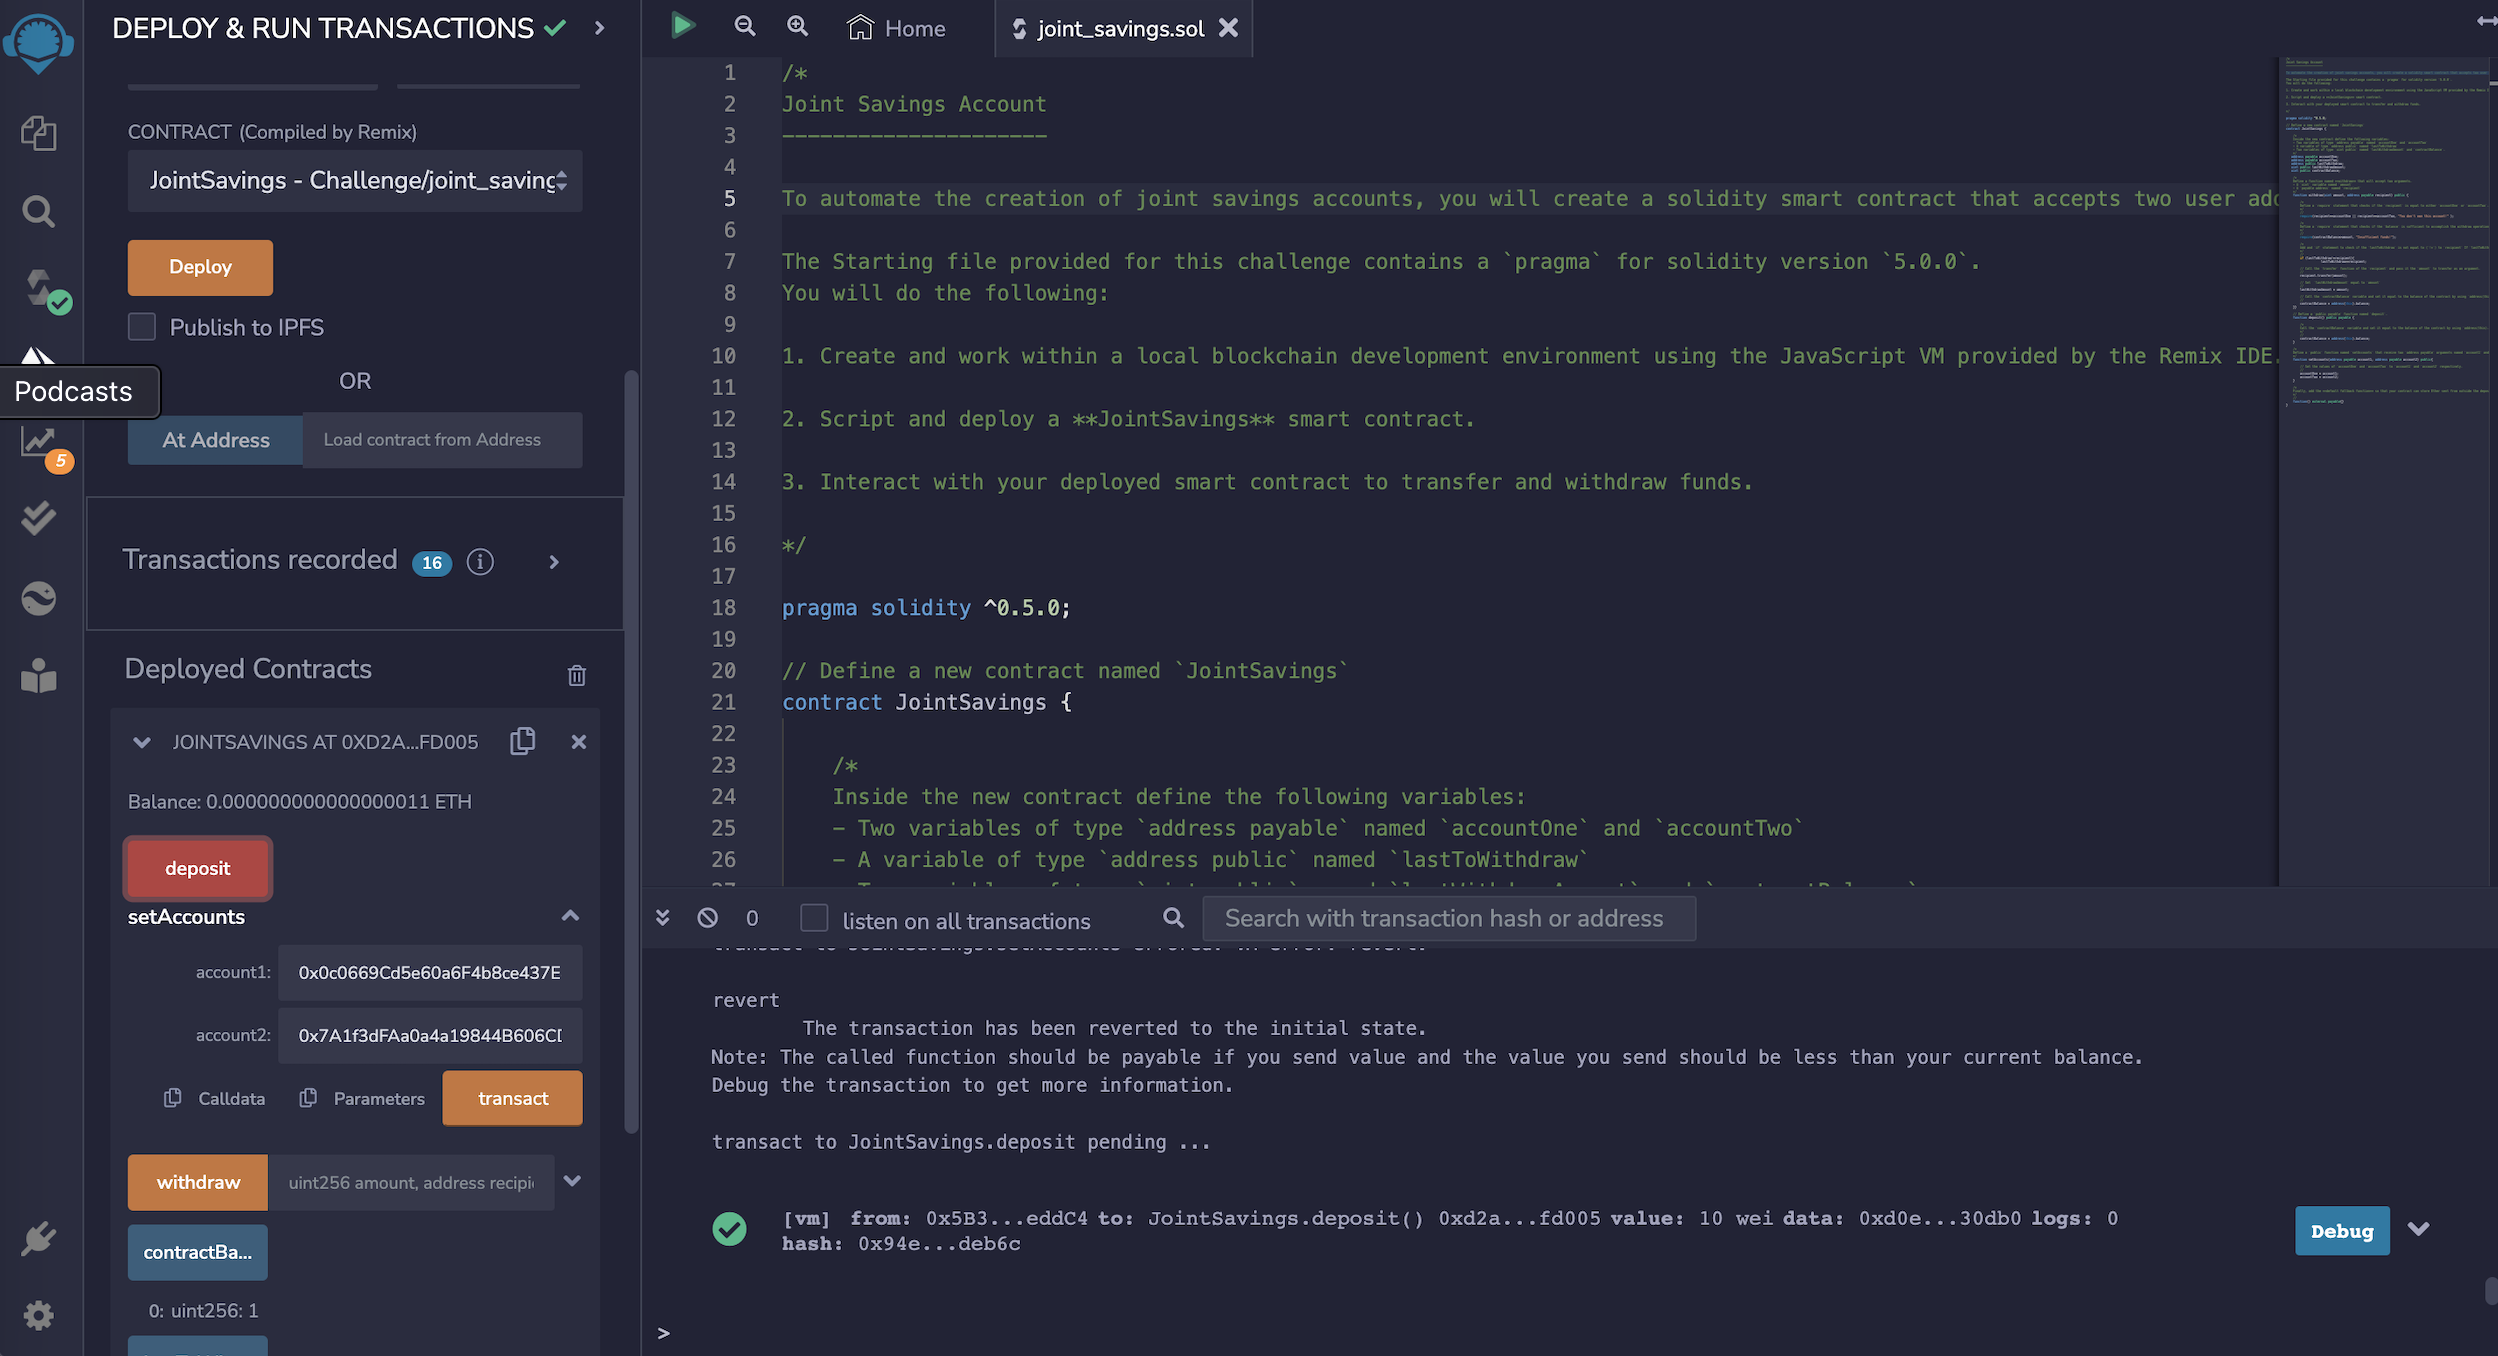 DEPLOY & RUN TRANSACTIONS
CONTRACT (Compiled by Remix)
JointSavings - Challenge/joint_saving
Deploy
Publish to IPFS
OR
Podcasts
At Address
Load contract from Address
5
Transactions recorded 16 i
Deployed Contracts
JOINTSAVINGS AT 0XD2A...FD005
Balance: 0.000000000000000011 ETH
deposit
setAccounts
account1: 0x0c0669Cd5e60a6F4b8ce437E
account2: 0x7A1f3dFAa0a4a19844B606C
Calldata Parameters transact
withdraw uint256 amount, address recipi
contractBa...
0: uint256: 1
Home joint_savings.sol
1 /*
2 Joint Savings Account
3 ---------------------
4
5 To automate the creation of joint savings accounts, you will create a solidity smart contract that accepts two user add
6
7 The Starting file provided for this challenge contains a `pragma` for solidity version `5.0.0`.
8 You will do the following:
9
10 1. Create and work within a local blockchain development environment using the JavaScript VM provided by the Remix IDE.
11
12 2. Script and deploy a **JointSavings** smart contract.
13
14 3. Interact with your deployed smart contract to transfer and withdraw funds.
15
16 */
17
18 pragma solidity ^0.5.0;
19
20 // Define a new contract named `JointSavings`
21 contract JointSavings {
22
23 /*
24 Inside the new contract define the following variables:
25 - Two variables of type `address payable` named `accountOne` and `accountTwo`
26 - A variable of type `address public` named `lastToWithdraw`
0 listen on all transactions Search with transaction hash or address
revert
The transaction has been reverted to the initial state.
Note: The called function should be payable if you send value and the value you send should be less than your current balance.
Debug the transaction to get more information.
transact to JointSavings.deposit pending ...
[vm] from: 0x5B3...eddC4 to: JointSavings.deposit() 0xd2a...fd005 value: 10 wei data: 0xd0e...30db0 logs: 0
hash: 0x94e...deb6c
Debug
>